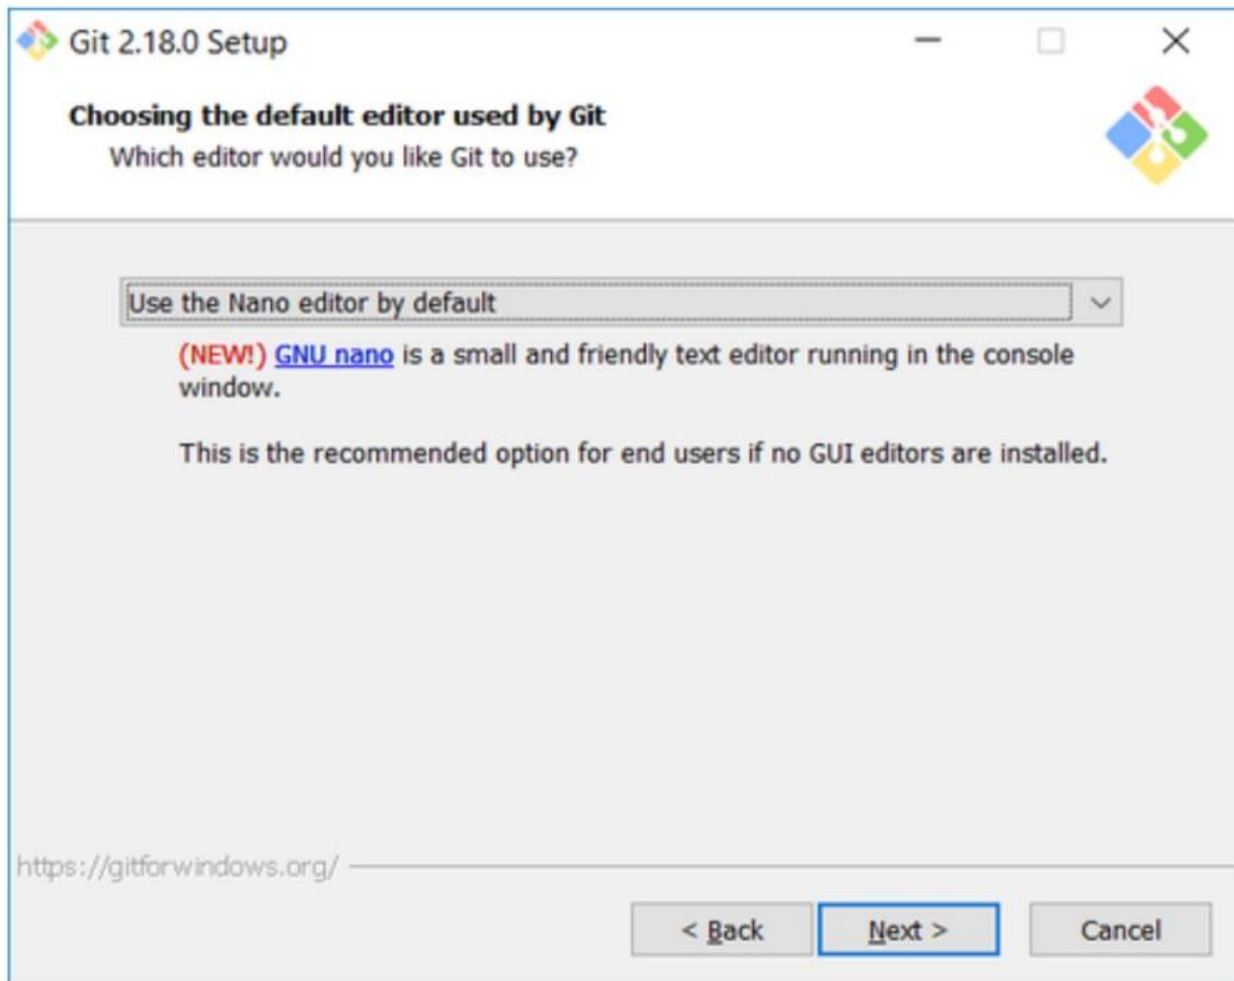 Git 2.18.0 Setup
Choosing the default editor used by Git
Which editor would you like Git to use?
Use the Nano editor by default
(NEW!) GNU nano is a small and friendly text editor running in the console
window.
This is the recommended option for end users if no GUI editors are installed.
https://gitforwindows.org/
< Back
Next >
Cancel